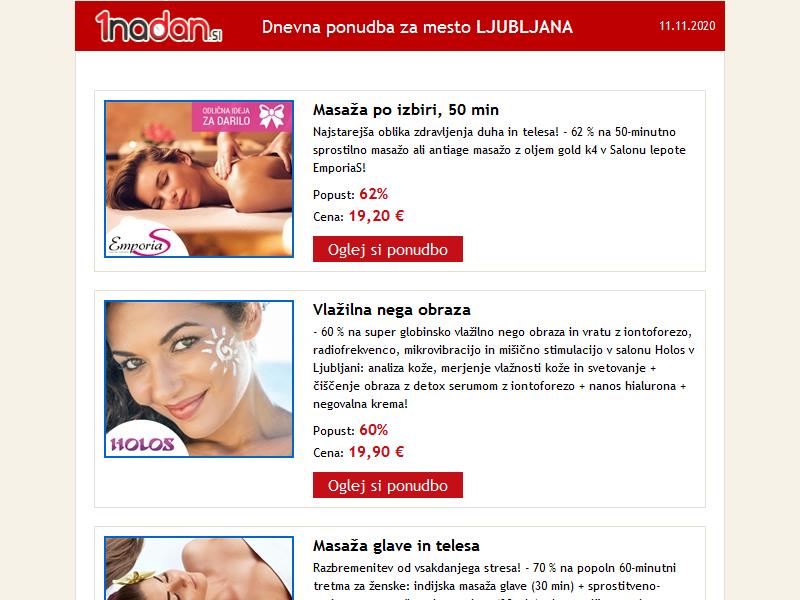 1nadan.si
Dnevna ponudba za mesto LJUBLJANA
11.11.2020
ODLIČNA IDEJA
ZA DARILO
EmporiaS
Masaža po izbiri, 50 min
Najstarejša oblika zdravljenja duha in telesa! - 62 % na 50-minutno
sprostilno masažo ali antiage masažo z oljem gold k4 v Salonu lepote
EmporiaS!
Popust: 62%
Cena: 19,20 €
Oglej si ponudbo
HOLOS
Vlažilna nega obraza
- 60 % na super globinsko vlažilno nego obraza in vratu z iontoforezo,
radiofrekvenco, mikrovibracijo in mišično stimulacijo v salonu Holos v
Ljubljani: analiza kože, merjenje vlažnosti kože in svetovanje +
čiščenje obraza z detox serumom z iontoforezo + nanos hialurona +
negovalna krema!
Popust: 60%
Cena: 19,90 €
Oglej si ponudbo
Masaža glave in telesa
Razbremenitev od vsakdanjega stresa! - 70 % na popoln 60-minutni
tretma za ženske: indijska masaža glave (30 min) + sprostitveno-